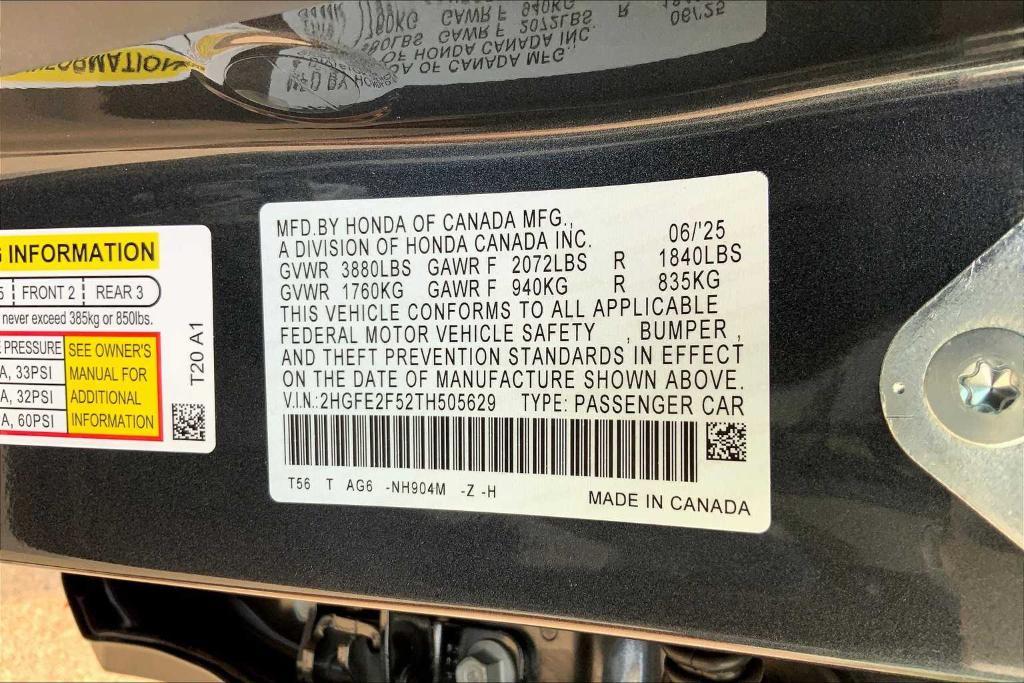 INFORMATION
FRONT 2 REAR 3
never exceed 385kg or 850lbs.
PRESSURE
33PSI
32PSI
60PSI
SEE OWNER'S
MANUAL FOR
ADDITIONAL
INFORMATION
T20 A1
MFD.BY HONDA OF CANADA MFG.,
A DIVISION OF HONDA CANADA INC. 06/'25
GVWR 3880LBS GAWR F 2072LBS R 1840LBS
GVWR 1760KG GAWR F 940KG R 835KG
THIS VEHICLE CONFORMS TO ALL APPLICABLE
FEDERAL MOTOR VEHICLE SAFETY , BUMPER ,
AND THEFT PREVENTION STANDARDS IN EFFECT
ON THE DATE OF MANUFACTURE SHOWN ABOVE.
V.I.N:2HGFE2F52TH505629 TYPE: PASSENGER CAR
T56 T AG6 -NH904M -Z -H
MADE IN CANADA